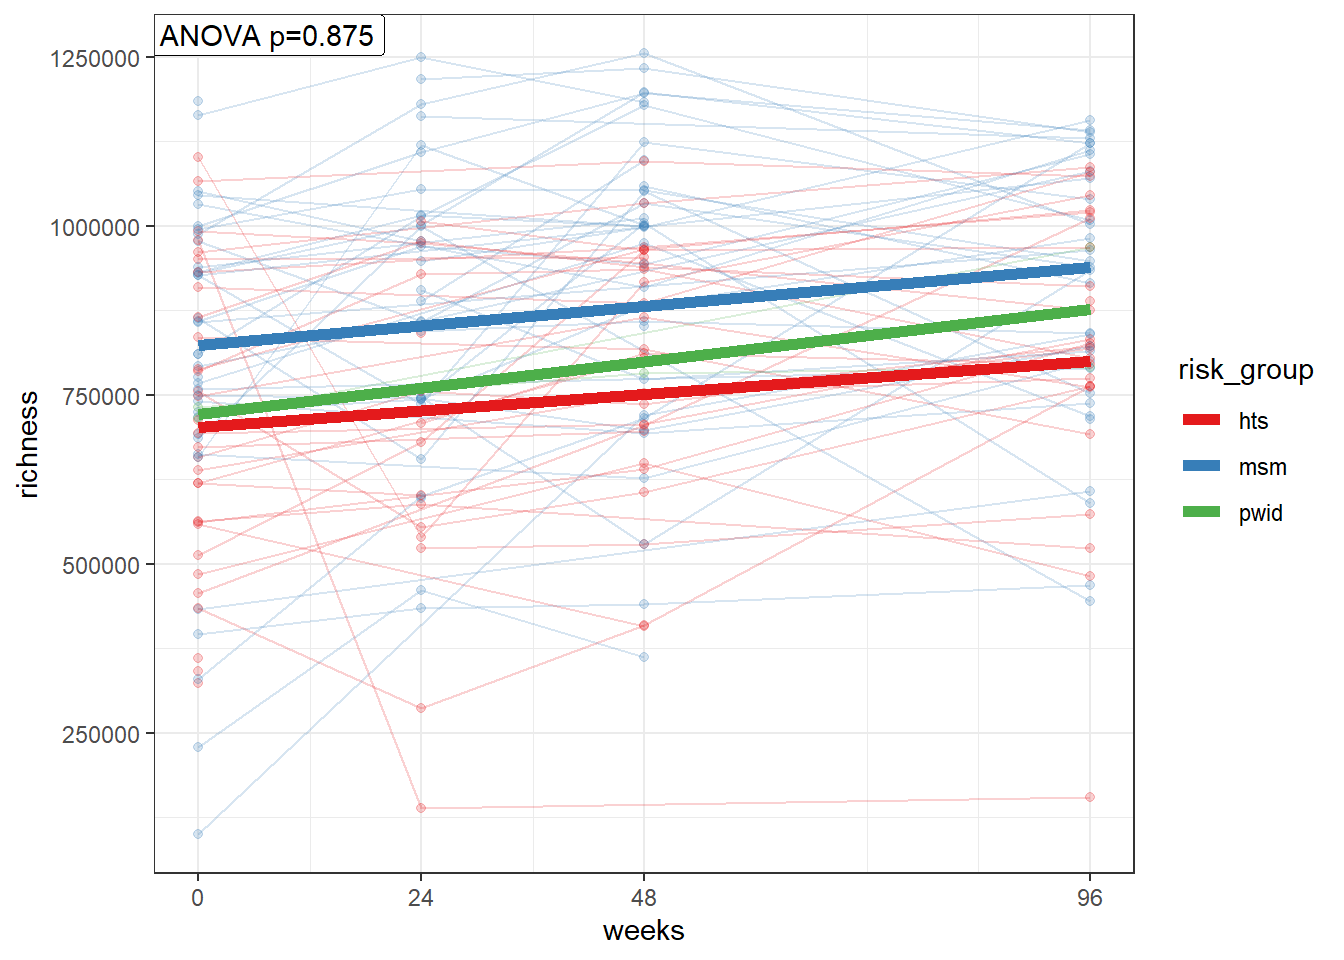 ANOVA p=0.875
1250000
1000000
750000
500000
250000
richness
0 24 48 96
weeks
risk_group
hts
msm
pwid